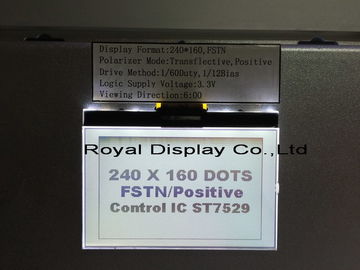 Display Format:240*160,FSTN
Polarizer Mode:Transflective,Positive
Drive Method:1/60Duty,1/12Bias
Logic Supply Voltage:3.3V
Viewing Direction:6:00
Royal Display Co.,Ltd
240 X 160 DOTS
FSTN/Positive
Control IC ST7529